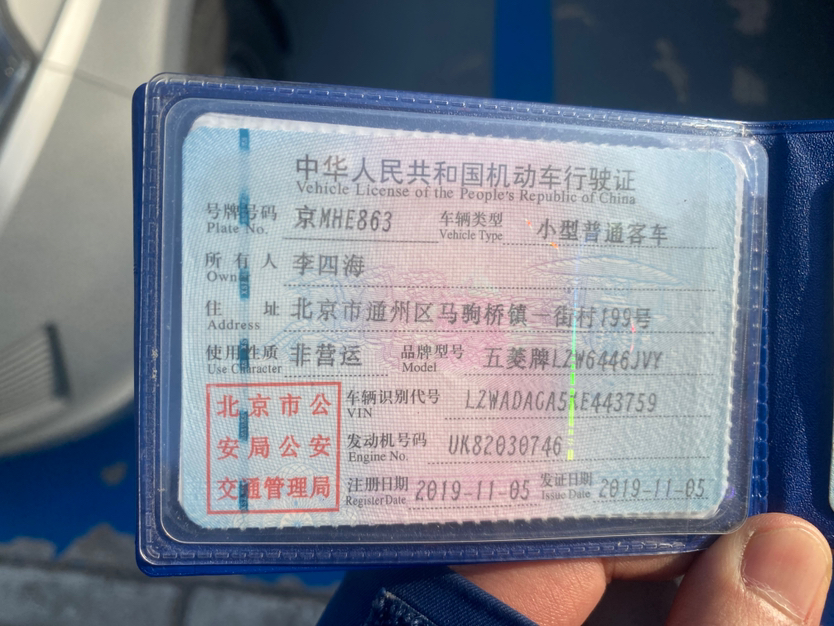 中华人民共和国机动车行驶证
Vehicle License of the People's Republic of China
号牌号码 京MHE863 车辆类型 小型普通客车
Plate No. Vehicle Type
所有人 李四海
Owner
住址 北京市通州区马驹桥镇一街村199号
Address
使用性质 非营运 品牌型号 五菱牌LZW6446JVY
Use Character Model
北京市公
安局公安
交通管理局
车辆识别代号 LZWADAGA5KE443759
VIN
发动机号码 UK82030746
Engine No.
注册日期 2019-11-05 发证日期 2019-11-05
Register Date Issue Date